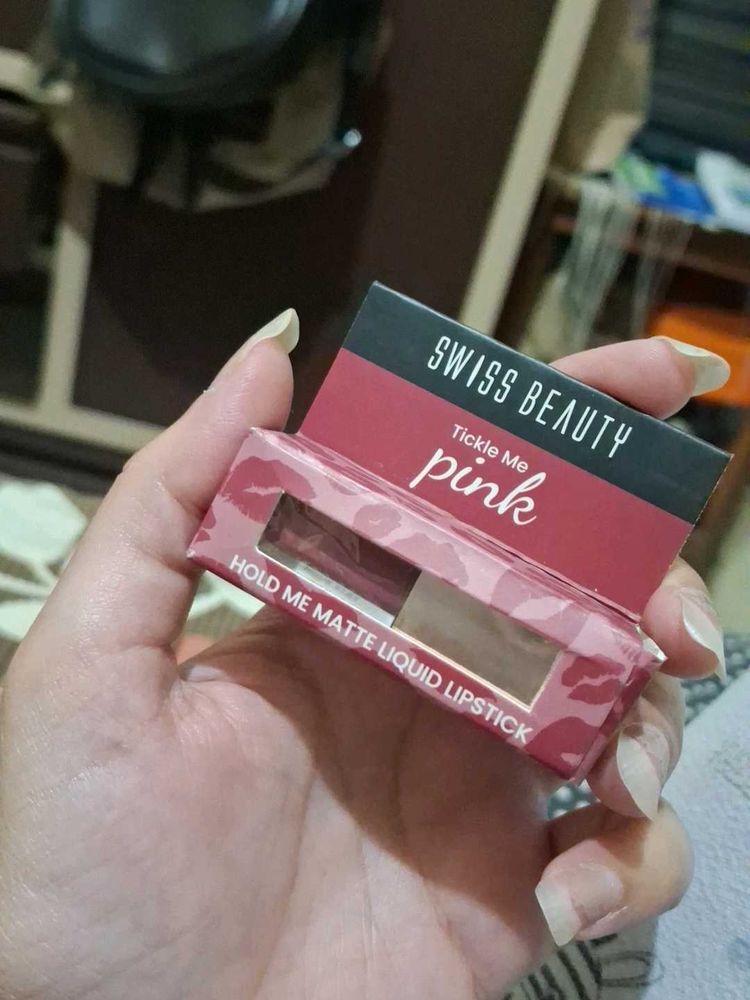 SWISS BEAUTY
Tickle Me
pink
HOLD ME MATTE LIQUID LIPSTICK